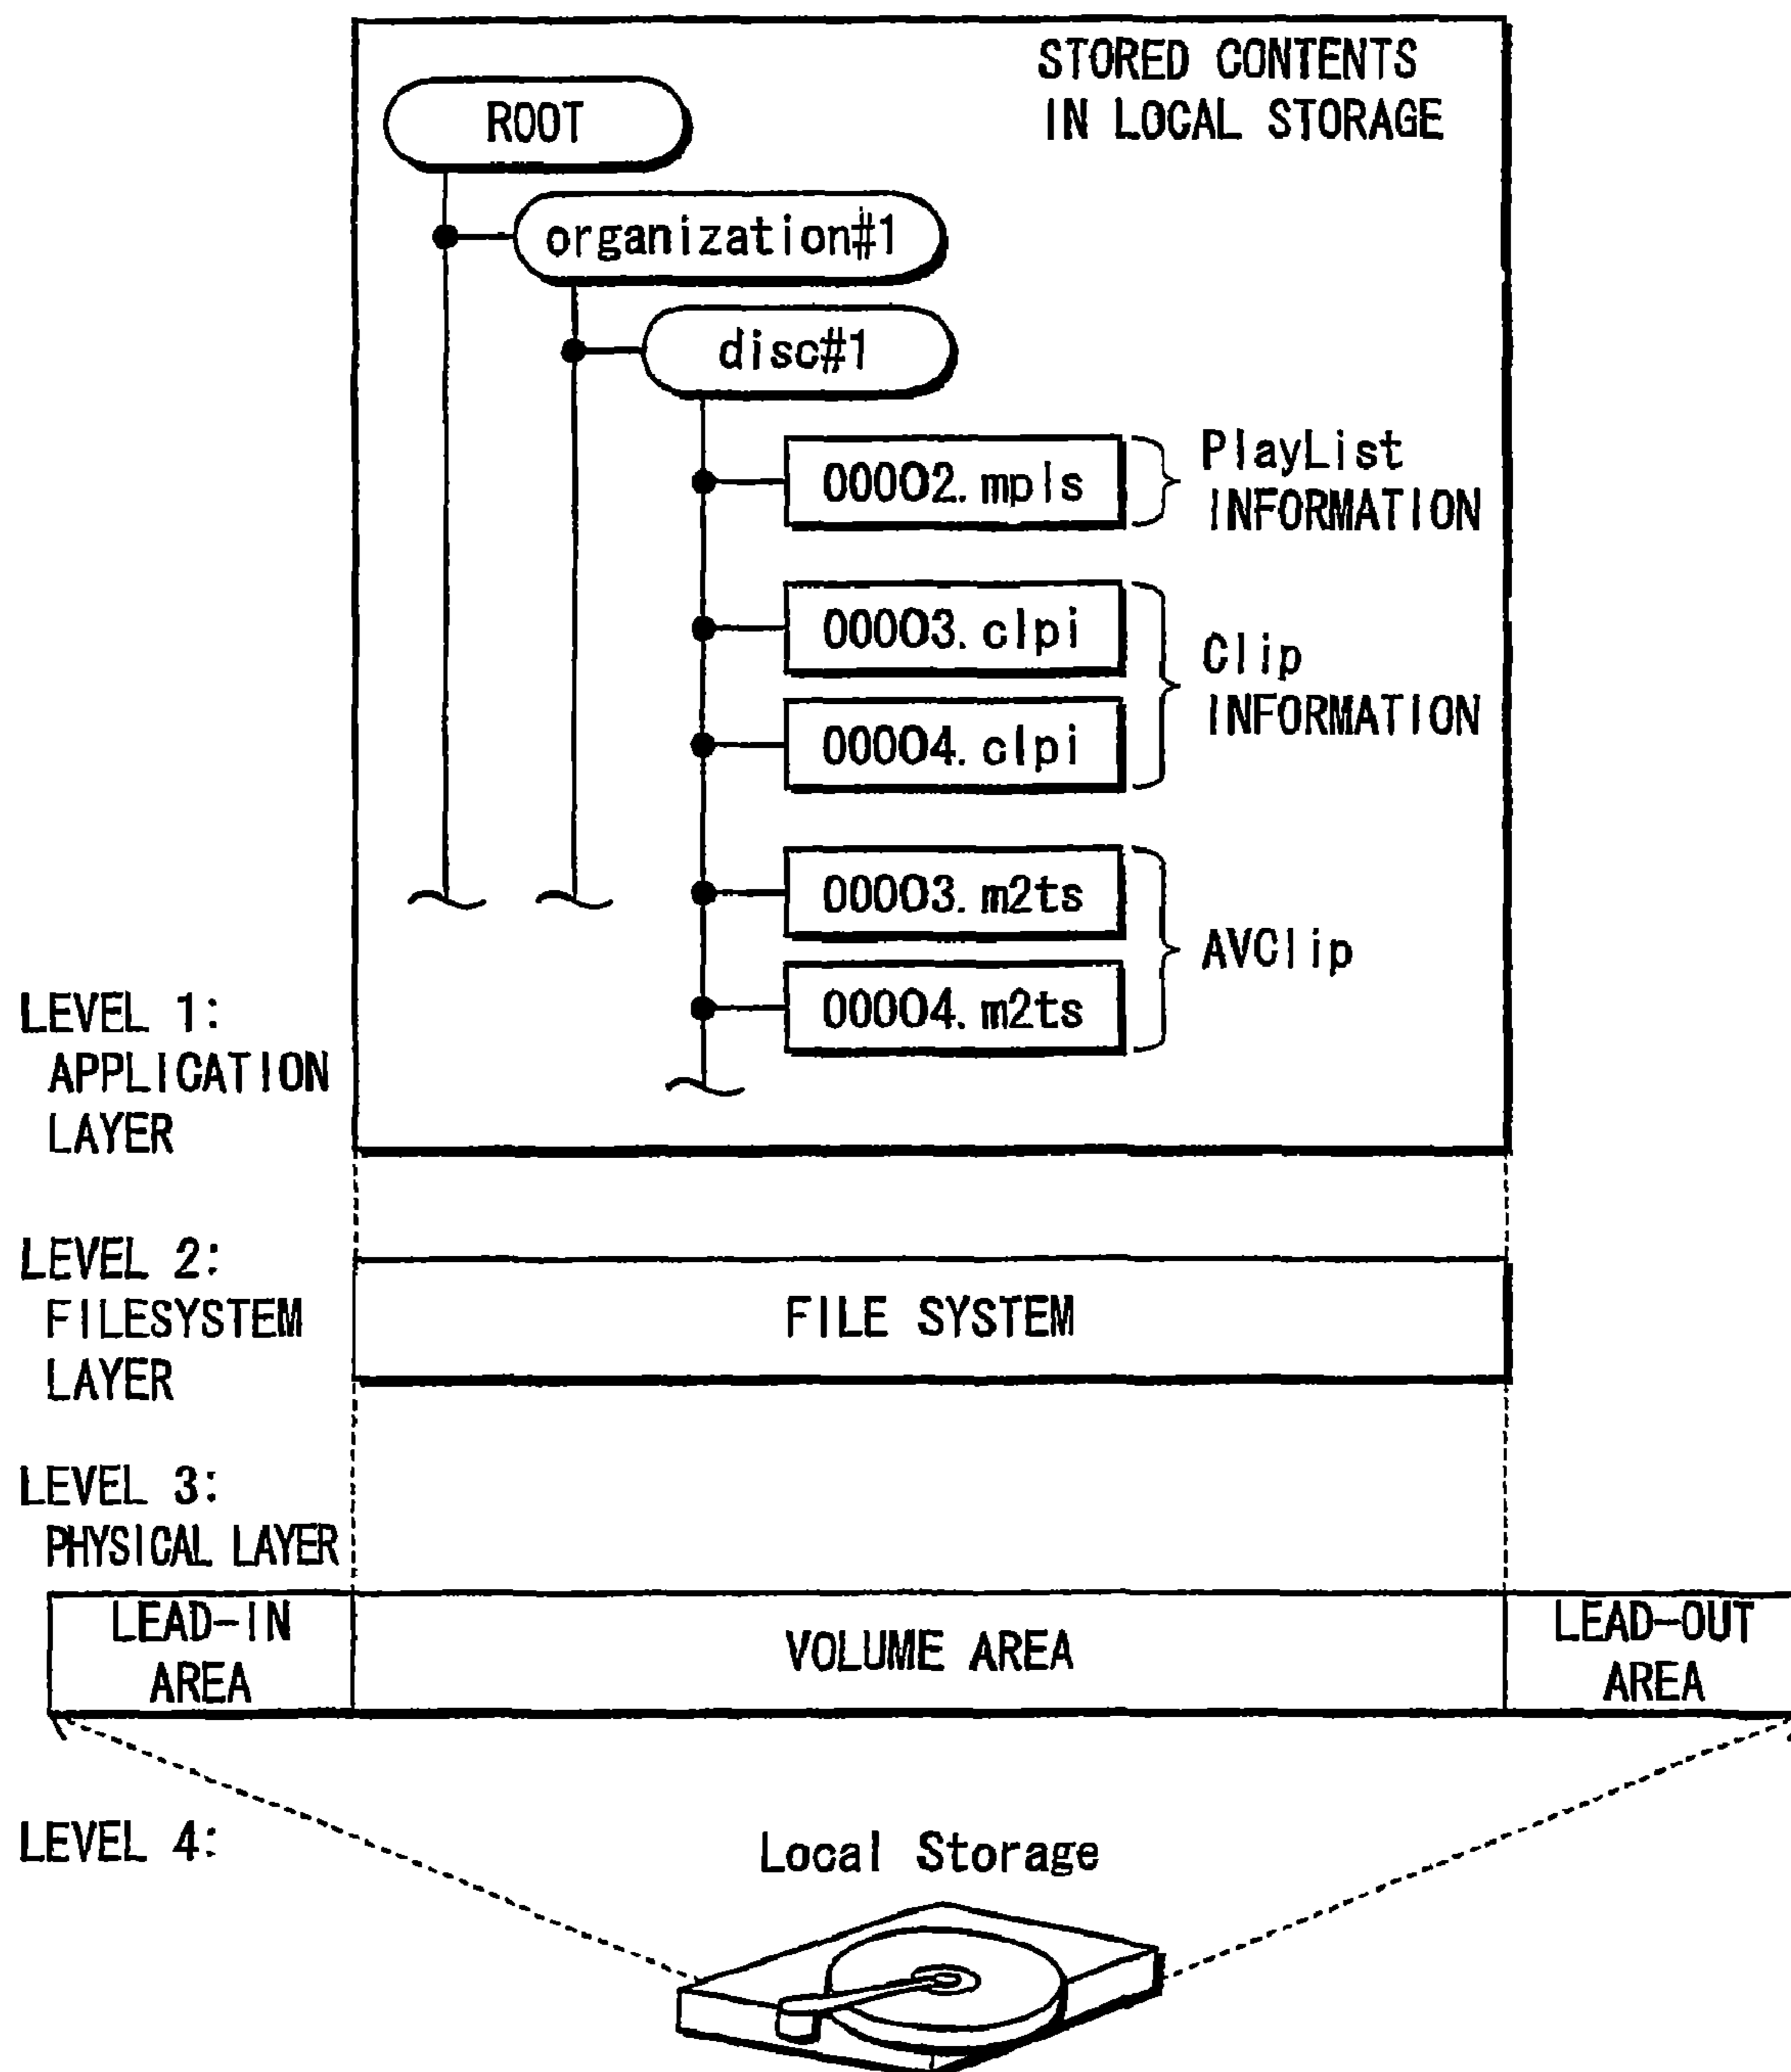 STORED CONTENTS
IN LOCAL STORAGE
ROOT
organization#1
disc#1
00002.mpls
PlayList
INFORMATION
00003.clpi
Clip
INFORMATION
00004.clpi
00003.m2ts
AVClip
00004.m2ts
LEVEL 1:
APPLICATION
LAYER
LEVEL 2:
FILESYSTEM
LAYER
FILE SYSTEM
LEVEL 3:
PHYSICAL LAYER
LEAD-IN
AREA
VOLUME AREA
LEAD-OUT
AREA
LEVEL 4:
Local Storage